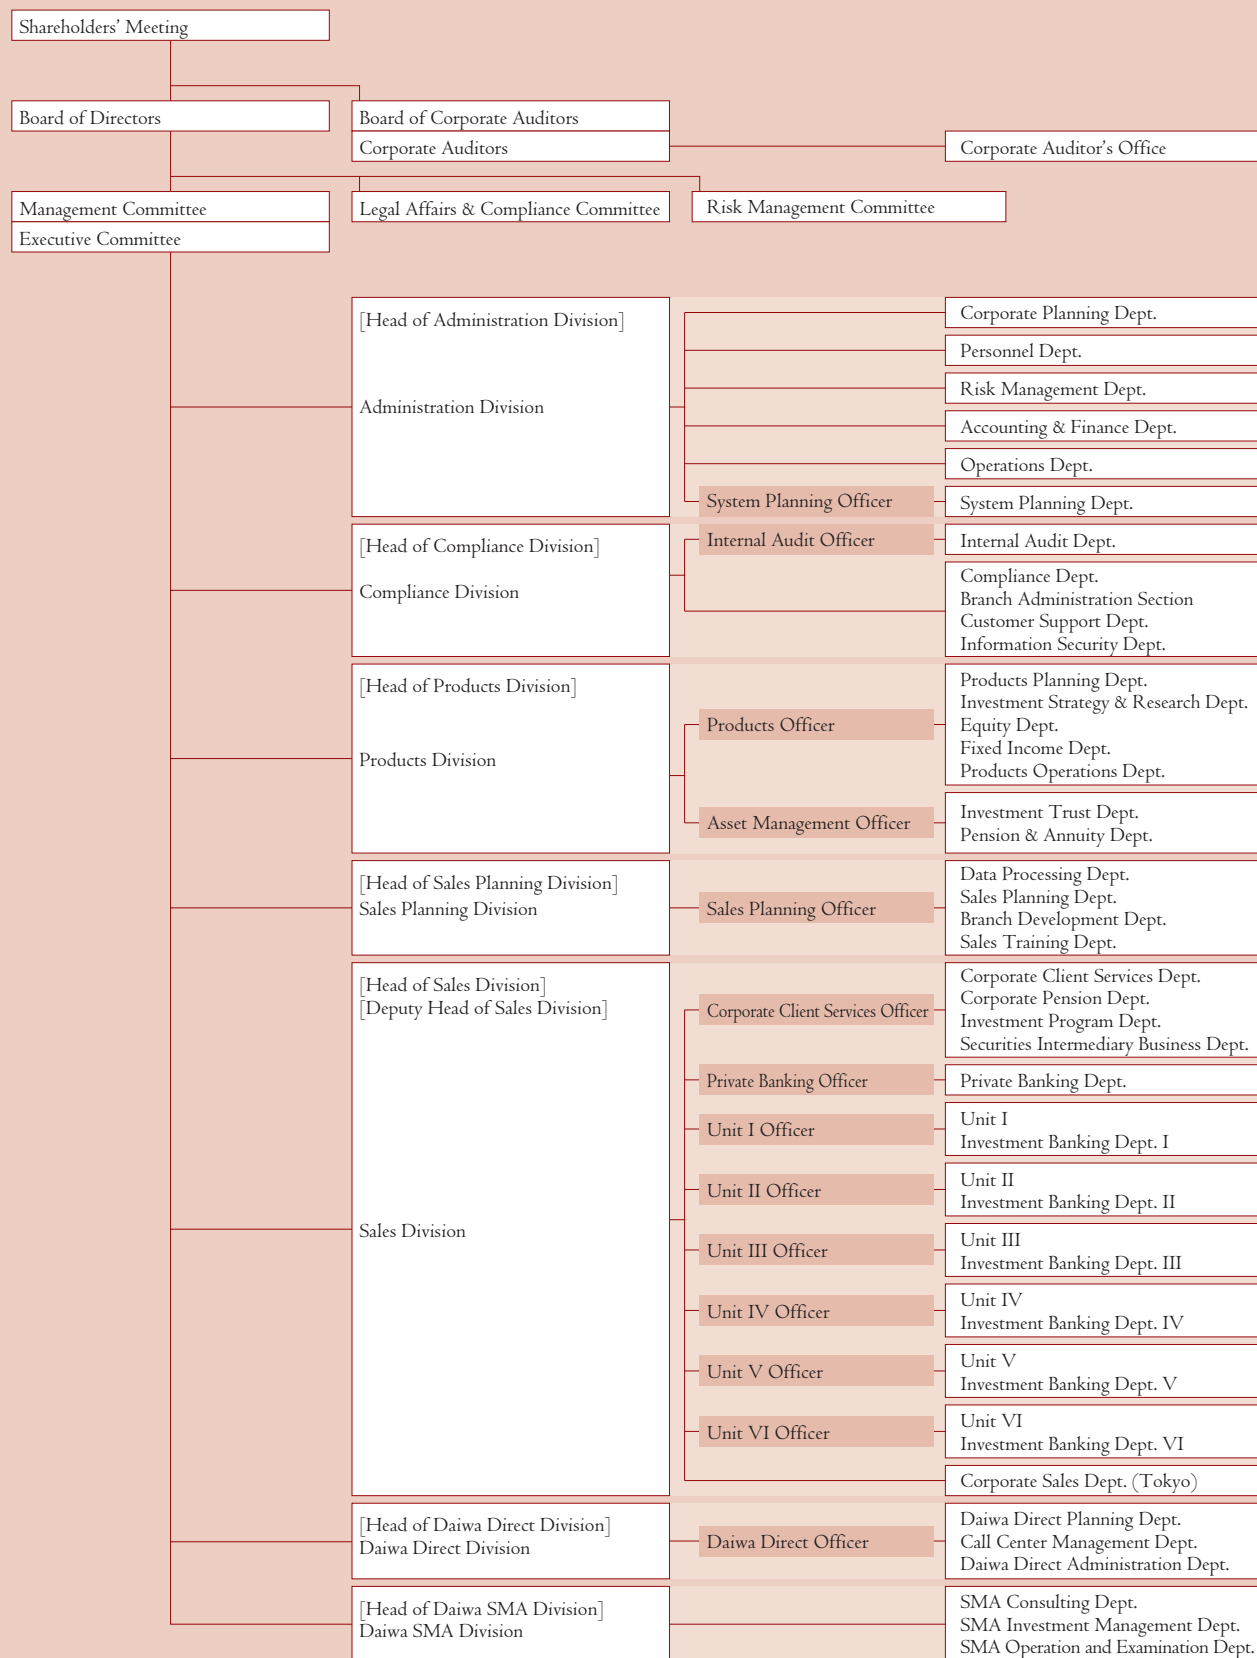 Shareholders' Meeting
Board of Directors
Board of Corporate Auditors
Corporate Auditors
Corporate Auditor's Office
Management Committee
Executive Committee
Legal Affairs & Compliance Committee
Risk Management Committee
[Head of Administration Division]
Administration Division
Corporate Planning Dept.
Personnel Dept.
Risk Management Dept.
Accounting & Finance Dept.
Operations Dept.
System Planning Officer
System Planning Dept.
[Head of Compliance Division]
Compliance Division
Internal Audit Officer
Internal Audit Dept.
Compliance Dept.
Branch Administration Section
Customer Support Dept.
Information Security Dept.
[Head of Products Division]
Products Division
Products Officer
Products Planning Dept.
Investment Strategy & Research Dept.
Equity Dept.
Fixed Income Dept.
Products Operations Dept.
Asset Management Officer
Investment Trust Dept.
Pension & Annuity Dept.
[Head of Sales Planning Division]
Sales Planning Division
Sales Planning Officer
Data Processing Dept.
Sales Planning Dept.
Branch Development Dept.
Sales Training Dept.
[Head of Sales Division]
[Deputy Head of Sales Division]
Sales Division
Corporate Client Services Officer
Corporate Client Services Dept.
Corporate Pension Dept.
Investment Program Dept.
Securities Intermediary Business Dept.
Private Banking Officer
Private Banking Dept.
Unit I Officer
Unit I
Investment Banking Dept. I
Unit II Officer
Unit II
Investment Banking Dept. II
Unit III Officer
Unit III
Investment Banking Dept. III
Unit IV Officer
Unit IV
Investment Banking Dept. IV
Unit V Officer
Unit V
Investment Banking Dept. V
Unit VI Officer
Unit VI
Investment Banking Dept. VI
Corporate Sales Dept. (Tokyo)
[Head of Daiwa Direct Division]
Daiwa Direct Division
Daiwa Direct Officer
Daiwa Direct Planning Dept.
Call Center Management Dept.
Daiwa Direct Administration Dept.
[Head of Daiwa SMA Division]
Daiwa SMA Division
SMA Consulting Dept.
SMA Investment Management Dept.
SMA Operation and Examination Dept.